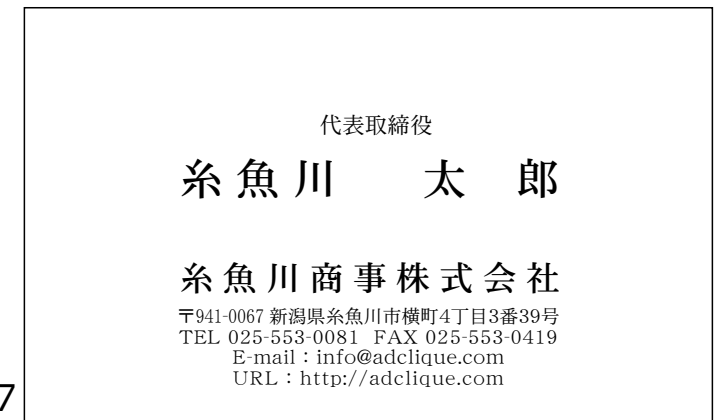 代表取締役
糸魚川　太　郎
糸魚川商事株式会社
〒941-0067 新潟県糸魚川市横町4丁目3番39号
TEL 025-553-0081 FAX 025-553-0419
E-mail：info@adclique.com
URL：http://adclique.com
7